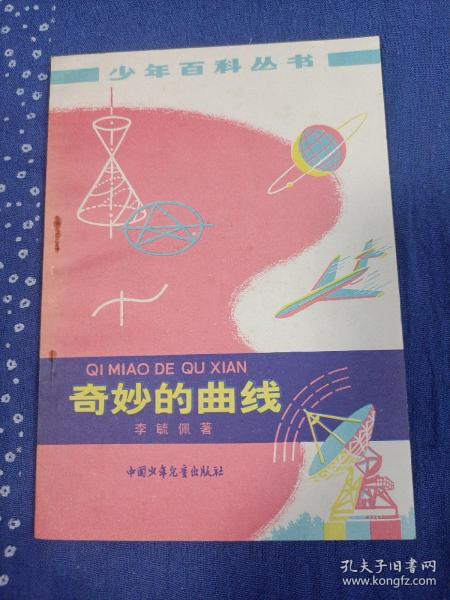 少年百科丛书
QI MIAO DE QU XIAN
奇妙的曲线
李毓佩著
中国少年儿童出版社
孔夫子旧书网
www.kongfz.com